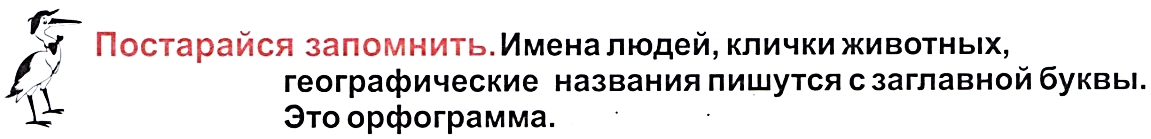 Постарайся запомнить. Имена людей, клички животных,
географические названия пишутся с заглавной буквы.
Это орфограмма.